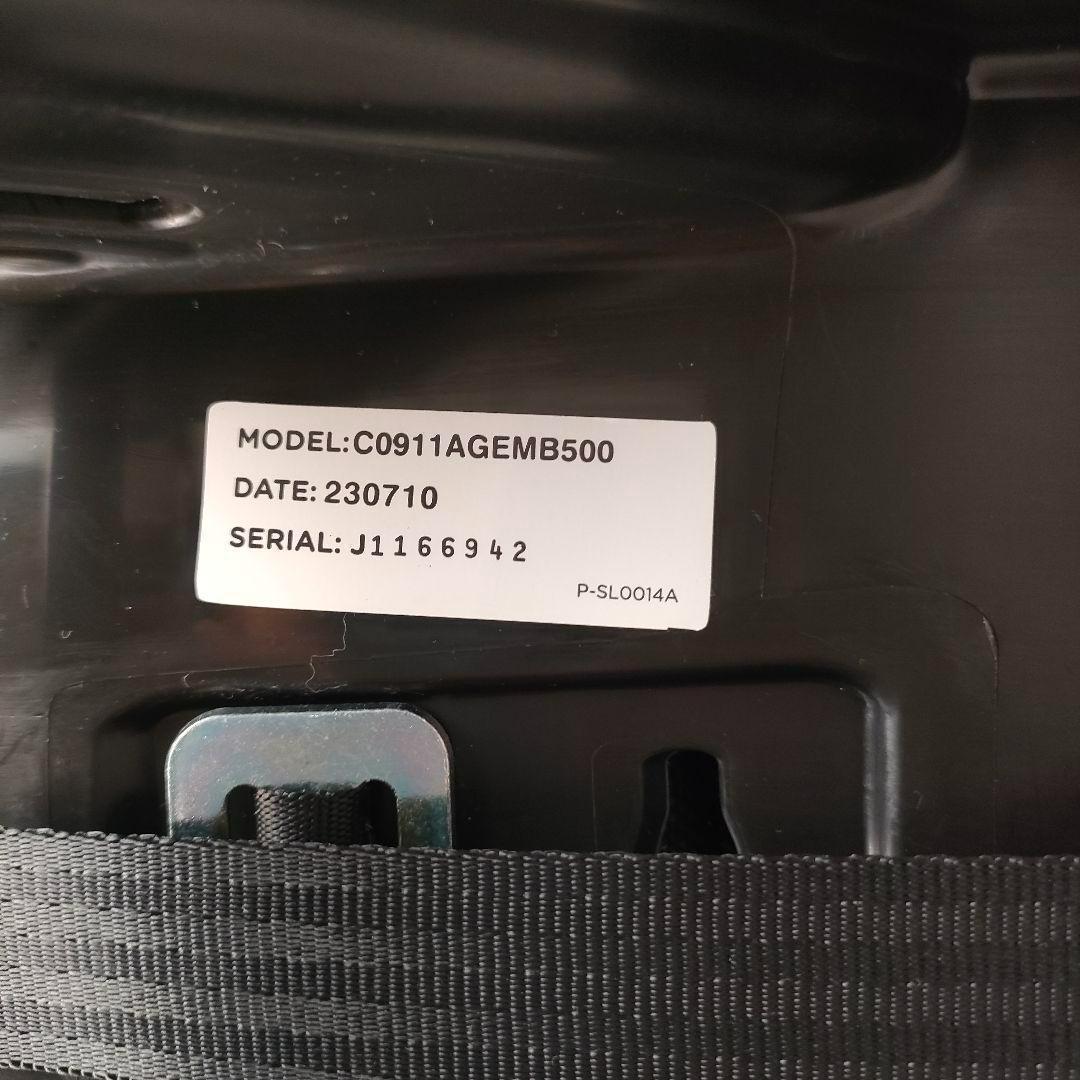 MODEL: C0911AGEMB500
DATE: 230710
SERIAL: J1166942
P-SL0014A